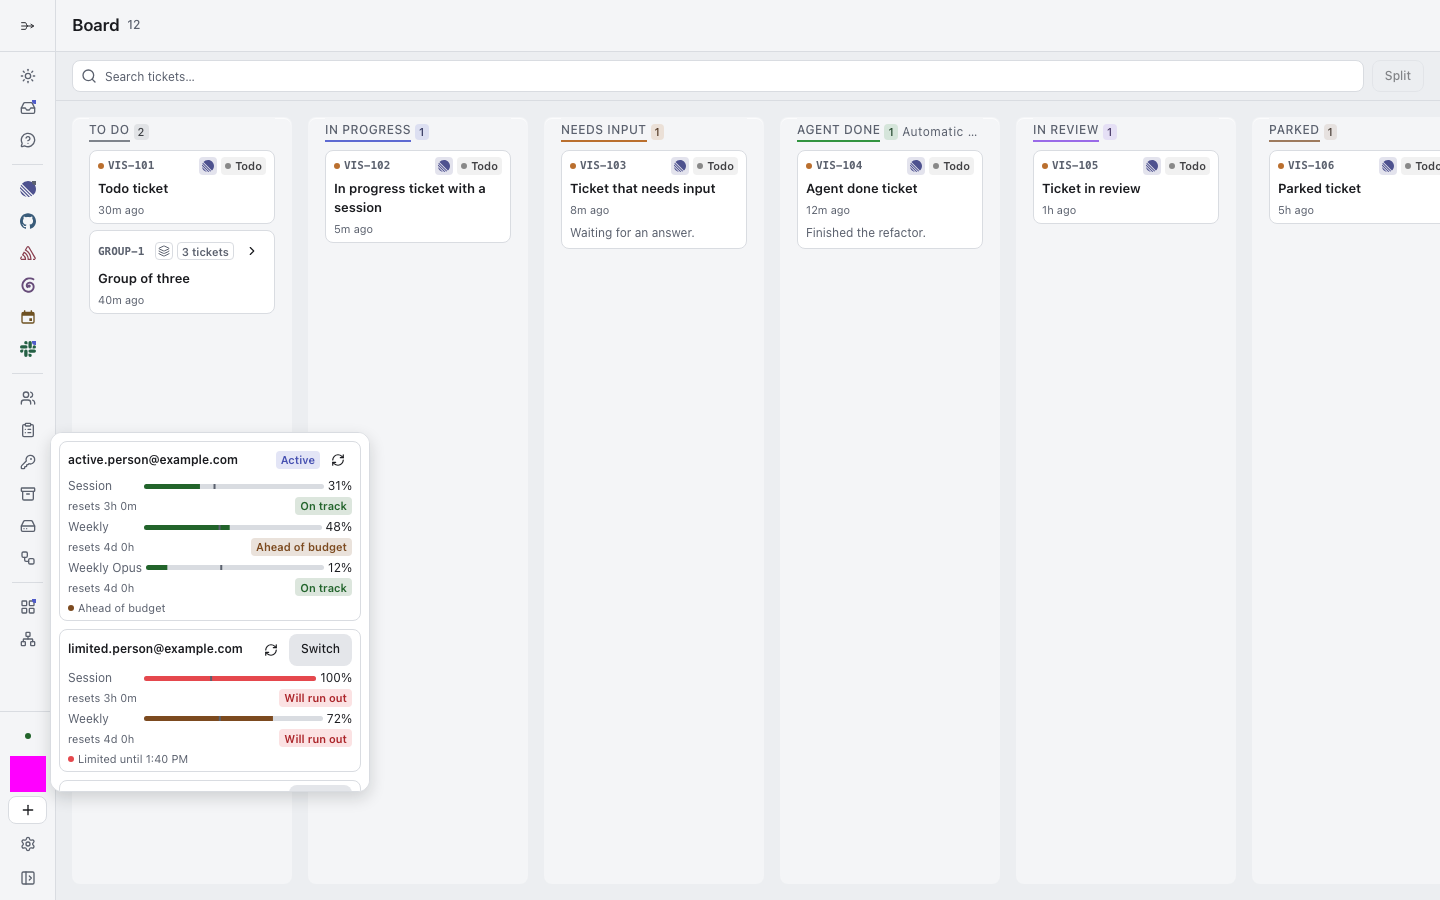 Board 12
Search tickets...
Split
TO DO 2
VIS-101 Todo
Todo ticket
30m ago
GROUP-1 3 tickets
Group of three
40m ago
IN PROGRESS 1
VIS-102 Todo
In progress ticket with a
session
5m ago
NEEDS INPUT 1
VIS-103 Todo
Ticket that needs input
8m ago
Waiting for an answer.
AGENT DONE 1 Automatic ...
VIS-104 Todo
Agent done ticket
12m ago
Finished the refactor.
IN REVIEW 1
VIS-105 Todo
Ticket in review
1h ago
PARKED 1
VIS-106 Todo
Parked ticket
5h ago
active.person@example.com Active
Session 31%
resets 3h 0m On track
Weekly 48%
resets 4d 0h Ahead of budget
Weekly Opus 12%
resets 4d 0h On track
Ahead of budget
limited.person@example.com Switch
Session 100%
resets 3h 0m Will run out
Weekly 72%
resets 4d 0h Will run out
Limited until 1:40 PM